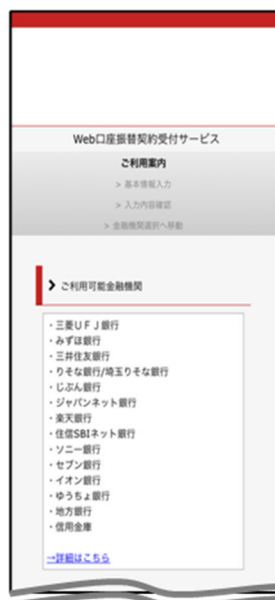 Web口座振替契約受付サービス
ご利用案内
> 基本情報入力
> 入力内容確認
> 金融機関選択へ移動
ご利用可能金融機関
・三菱ＵＦＪ銀行
・みずほ銀行
・三井住友銀行
・りそな銀行/埼玉りそな銀行
・じぶん銀行
・ジャパンネット銀行
・楽天銀行
・住信SBIネット銀行
・ソニー銀行
・セブン銀行
・イオン銀行
・ゆうちょ銀行
・地方銀行
・信用金庫
→詳細はこちら